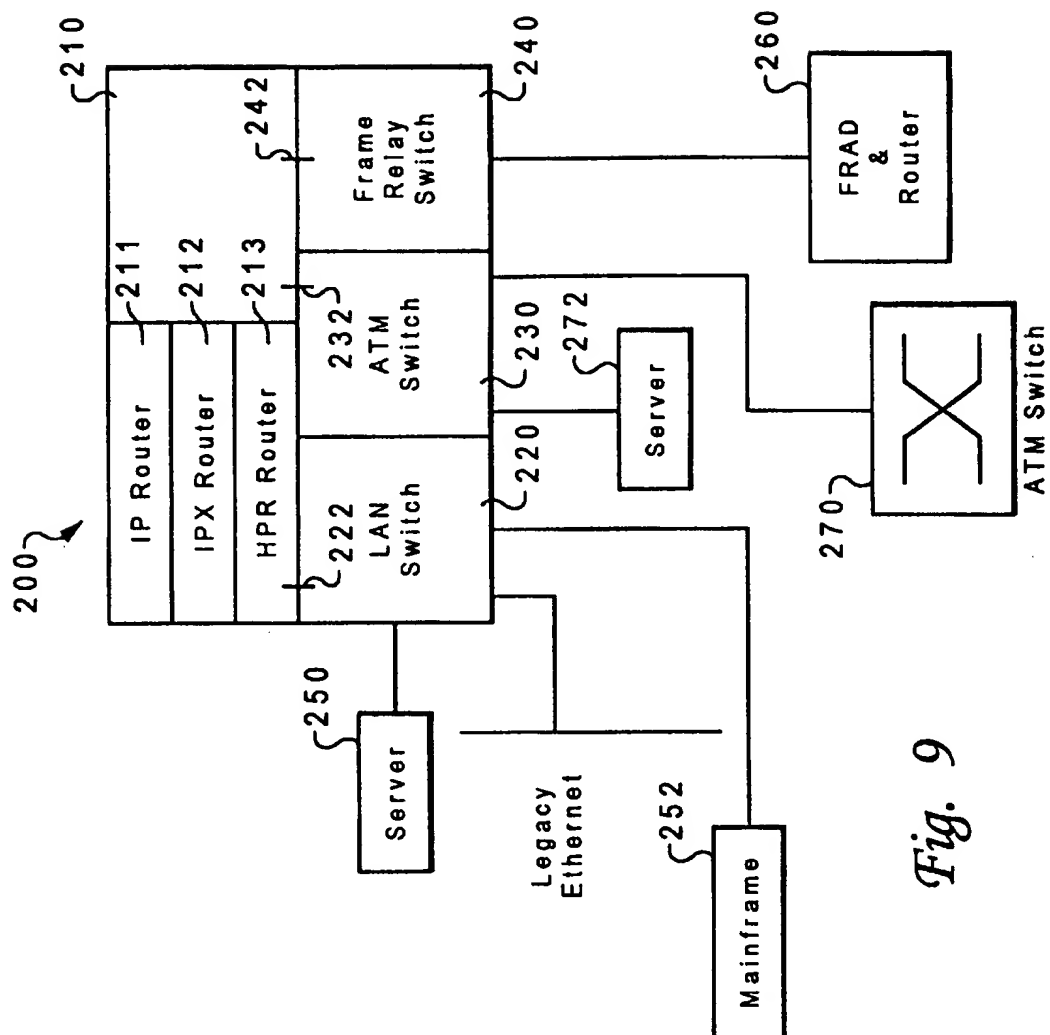 200
210
IP Router
211
IPX Router
212
HPR Router
213
242
222
232
LAN
Switch
ATM
Switch
Frame
Relay
Switch
220
230
240
250
Server
272
Server
260
FRAD
&
Router
Legacy
Ethernet
252
Mainframe
270
ATM Switch
Fig. 9